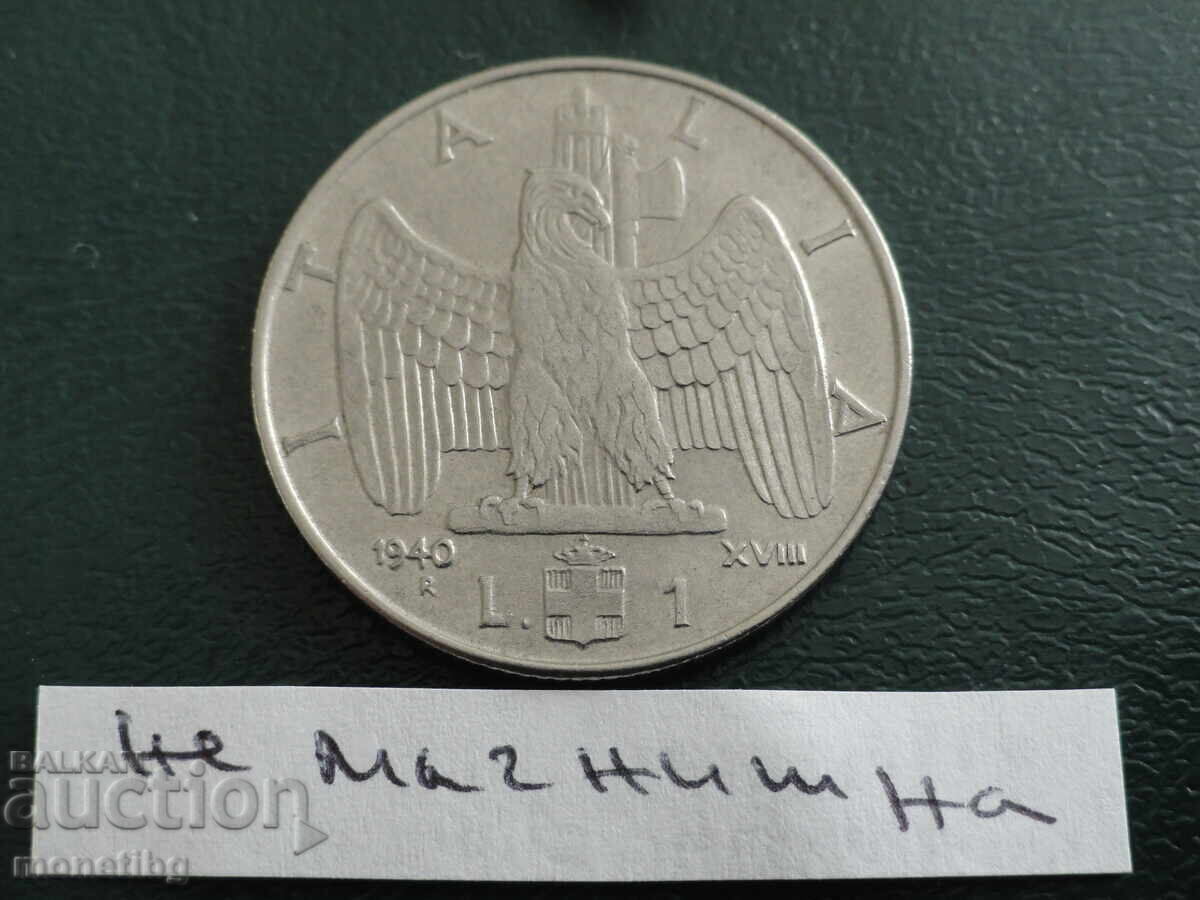 ITALIA
1940 XVIII
R
L. 1
не магнитна
BALKAN
auction
monetibg